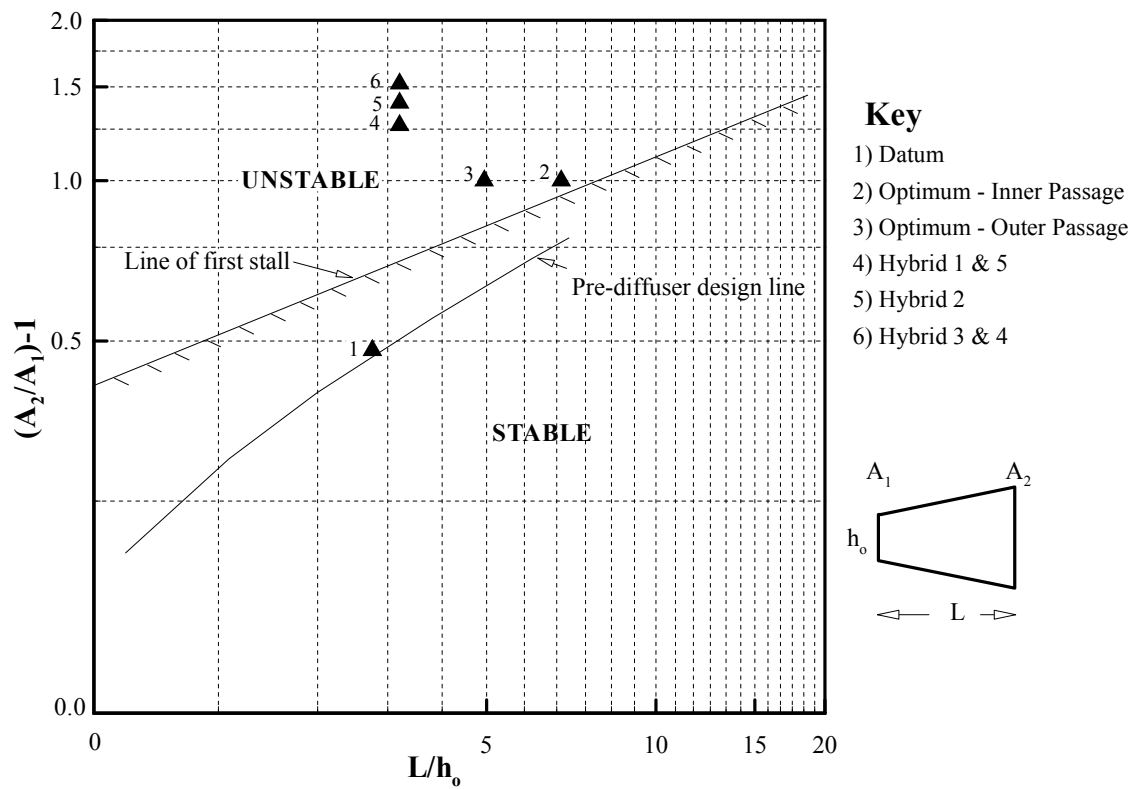 2.0
1.5
1.0
0.5
0.0
(A₂/A₁)-1
6
5
4
3
2
1
UNSTABLE
Line of first stall
Pre-diffuser design line
STABLE
0
5
10
15
20
L/hₒ
Key
1) Datum
2) Optimum - Inner Passage
3) Optimum - Outer Passage
4) Hybrid 1 & 5
5) Hybrid 2
6) Hybrid 3 & 4
A₁
A₂
hₒ
L